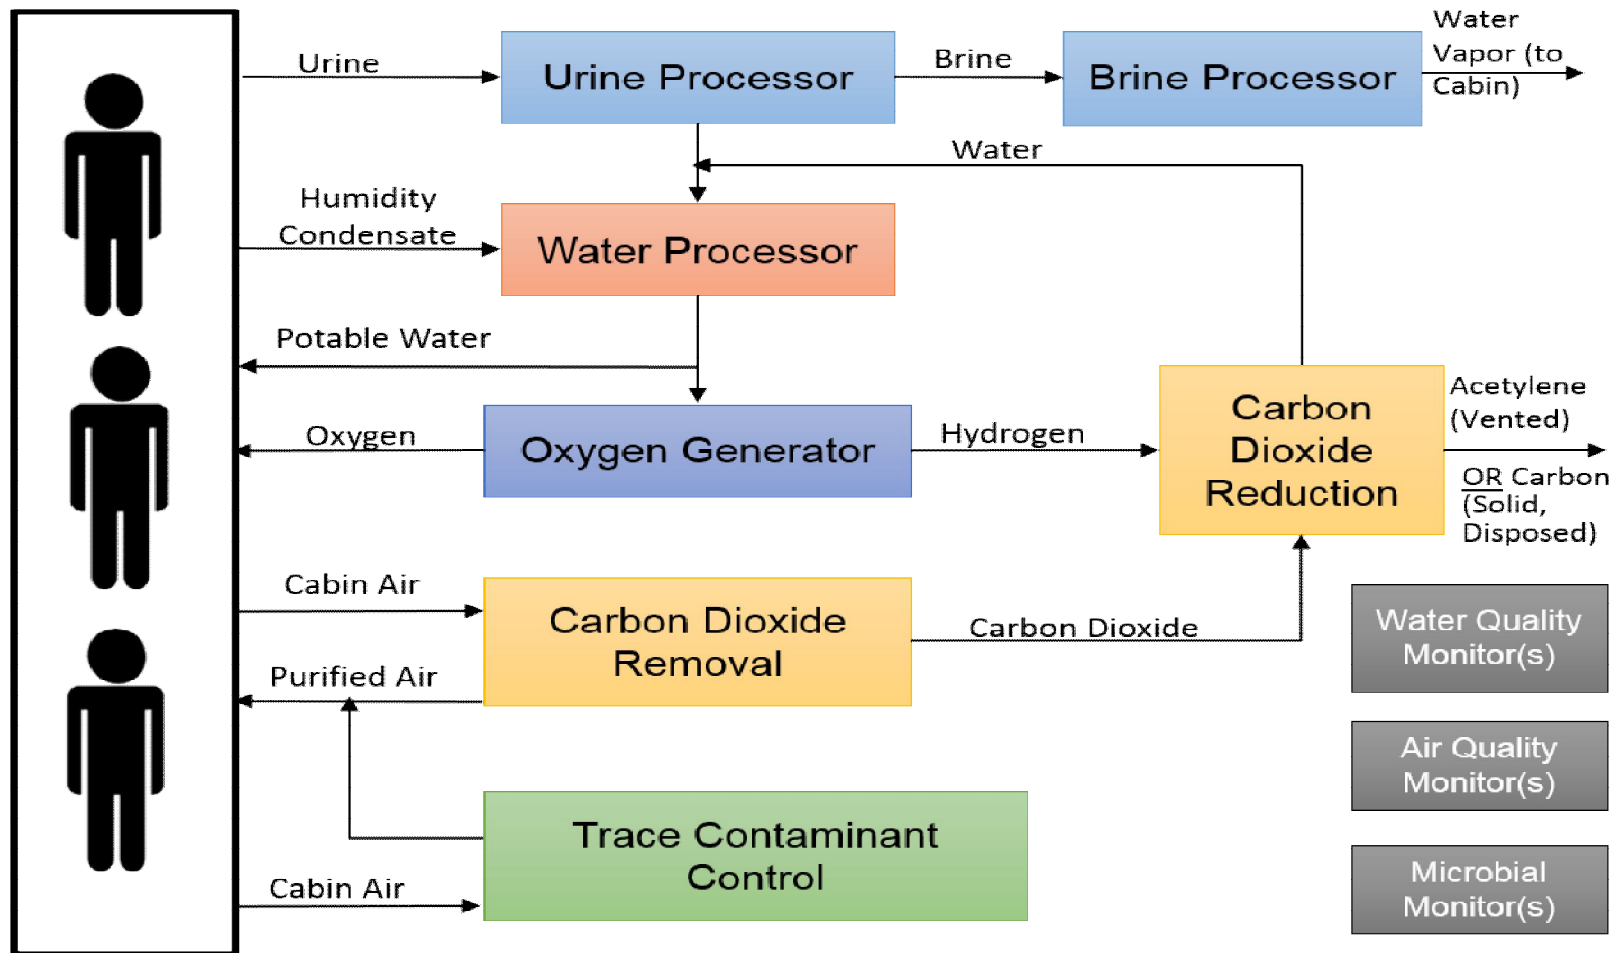 Urine
Urine Processor
Brine
Brine Processor
Water
Vapor (to
Cabin)
Water
Humidity
Condensate
Water Processor
Potable Water
Oxygen
Oxygen Generator
Hydrogen
Carbon
Dioxide
Reduction
Acetylene
(Vented)
OR Carbon
(Solid,
Disposed)
Cabin Air
Carbon Dioxide
Removal
Carbon Dioxide
Purified Air
Water Quality
Monitor(s)
Air Quality
Monitor(s)
Trace Contaminant
Control
Cabin Air
Microbial
Monitor(s)